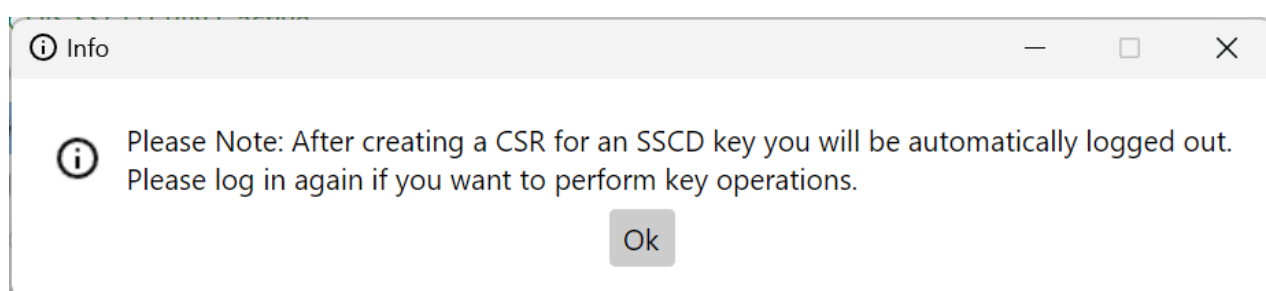 Info
Please Note: After creating a CSR for an SSCD key you will be automatically logged out.
Please log in again if you want to perform key operations.
Ok